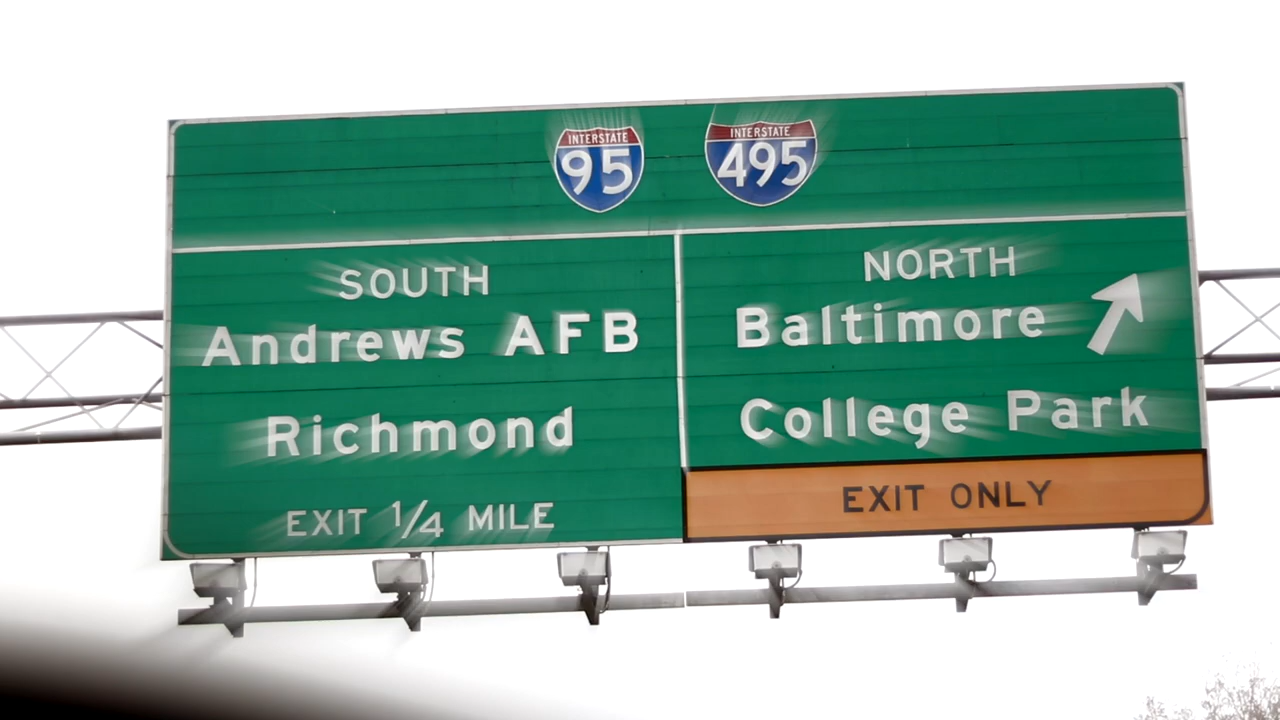 INTERSTATE 95
INTERSTATE 495
SOUTH
Andrews AFB
Richmond
EXIT 1/4 MILE
NORTH
Baltimore
College Park
EXIT ONLY